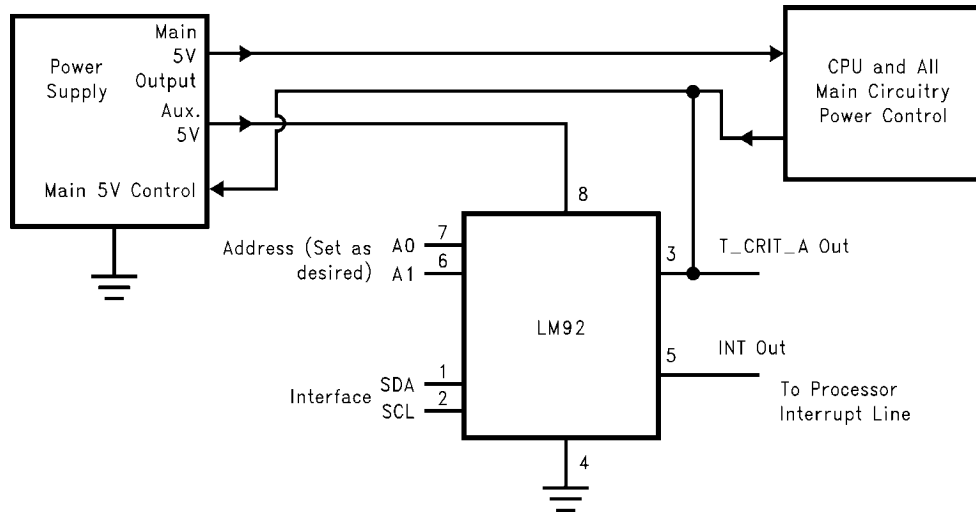 Power
Supply
Main
5V
Output
Aux.
5V
Main 5V Control
CPU and All
Main Circuitry
Power Control
8
Address (Set as
desired)
A0
7
A1
6
3
T_CRIT_A Out
LM92
5
INT Out
Interface
SDA
1
SCL
2
To Processor
Interrupt Line
4